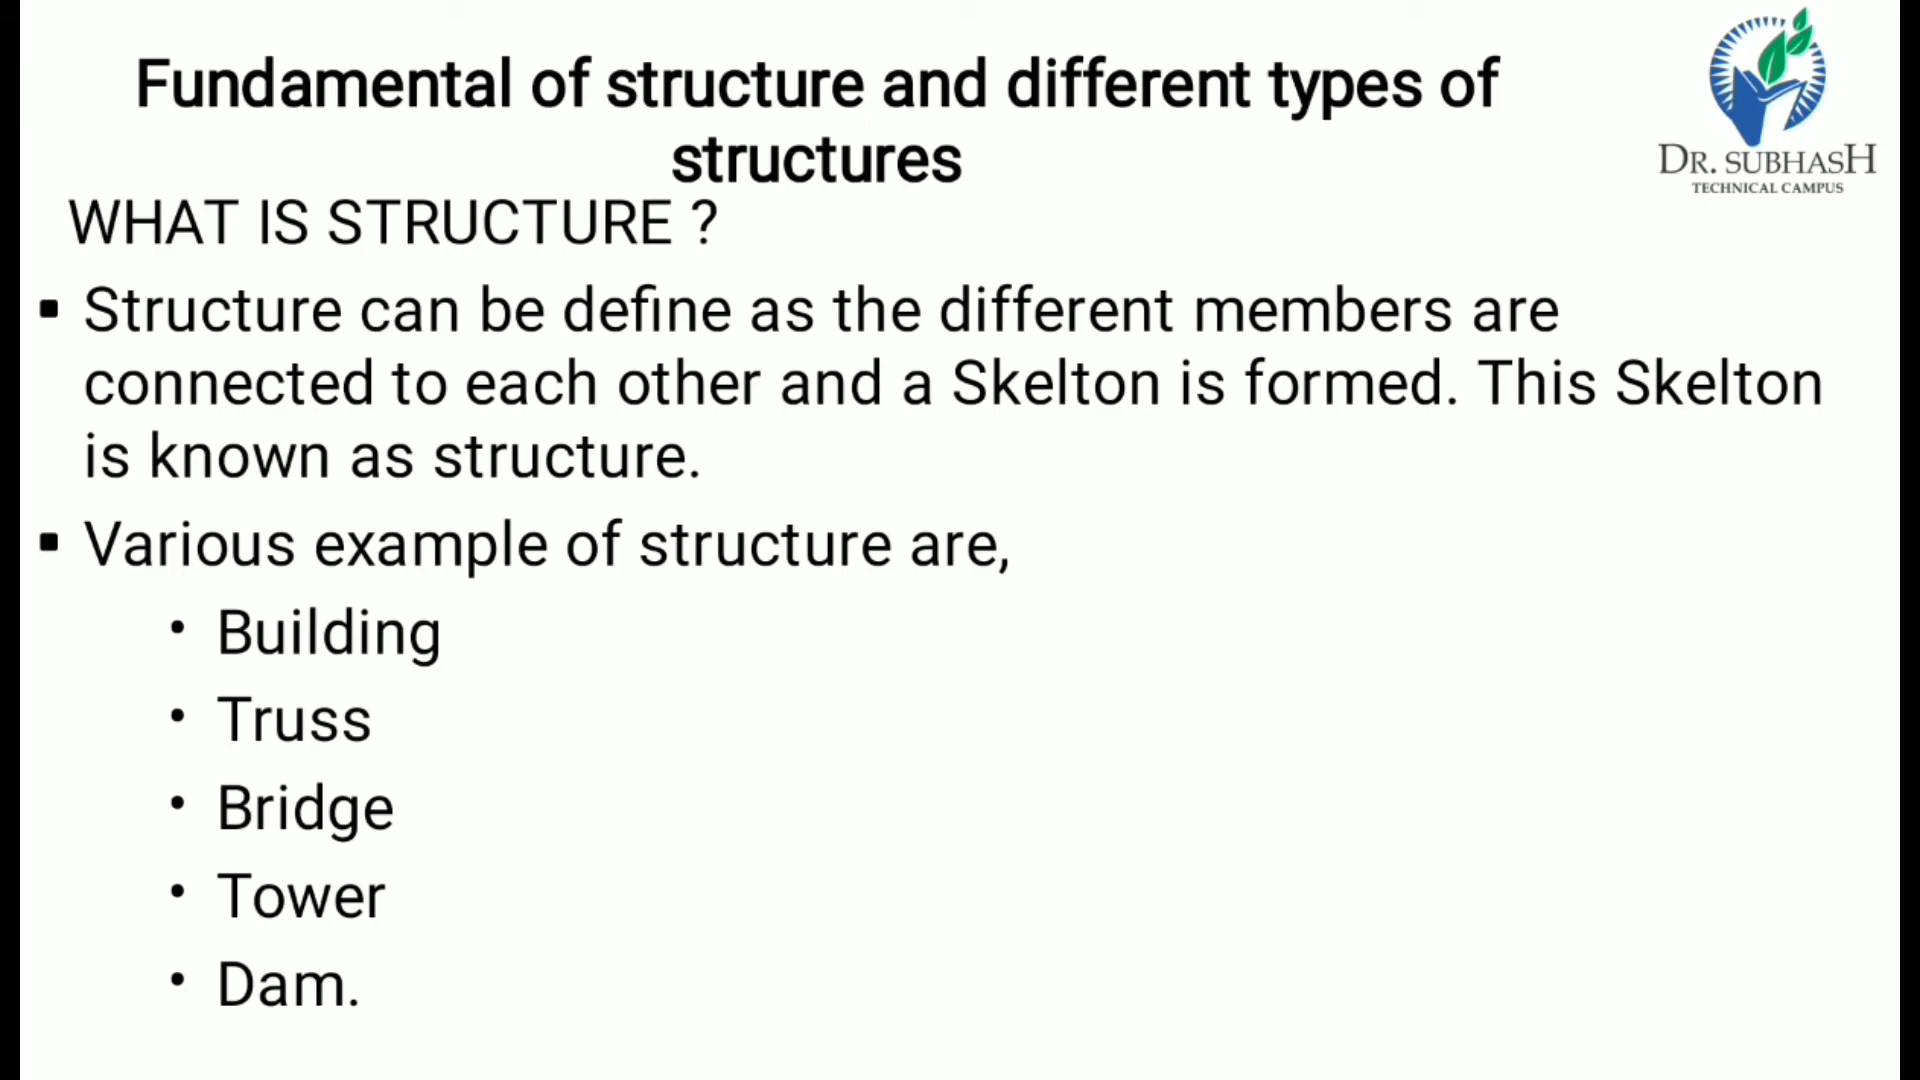 Fundamental of structure and different types of
structures
DR. SUBHASH
TECHNICAL CAMPUS
WHAT IS STRUCTURE ?
▪ Structure can be define as the different members are
connected to each other and a Skelton is formed. This Skelton
is known as structure.
▪ Various example of structure are,
• Building
• Truss
• Bridge
• Tower
• Dam.